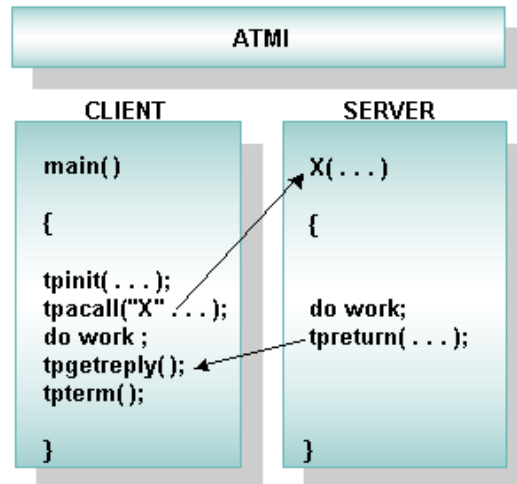 ATMI
CLIENT
main()
{
tpinit(...);
tpacall("X" ...);
do work ;
tpgetreply();
tpterm();
}
SERVER
X(...)
{
do work;
tpreturn(...);
}